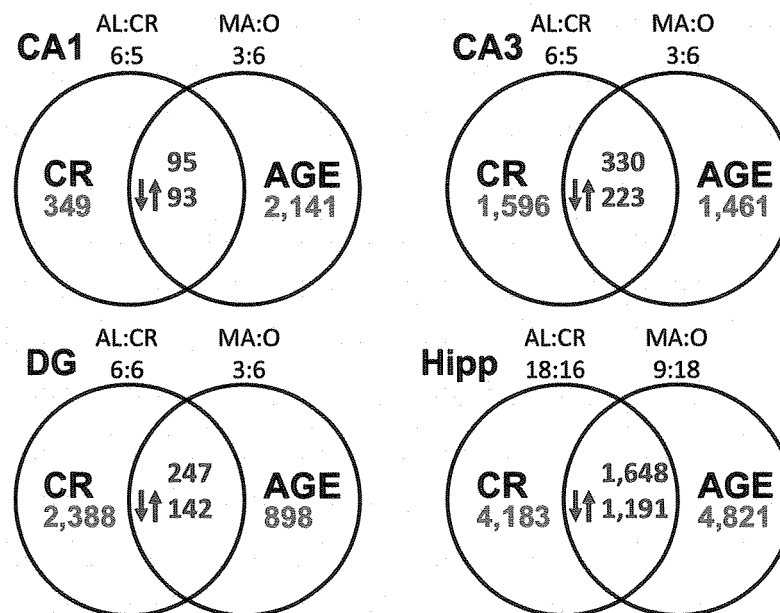 CA1
AL:CR MA:O
6:5 3:6
CR 95 AGE
349 ↓↑ 93 2,141
CA3
AL:CR MA:O
6:5 3:6
CR 330 AGE
1,596 ↓↑ 223 1,461
DG
AL:CR MA:O
6:6 3:6
CR 247 AGE
2,388 ↓↑ 142 898
Hipp
AL:CR MA:O
18:16 9:18
CR 1,648 AGE
4,183 ↓↑ 1,191 4,821